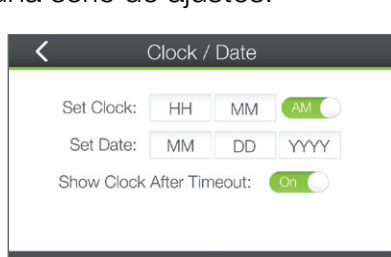 una serie de ajustes.
Clock / Date
Set Clock: HH MM AM
Set Date: MM DD YYYY
Show Clock After Timeout: On